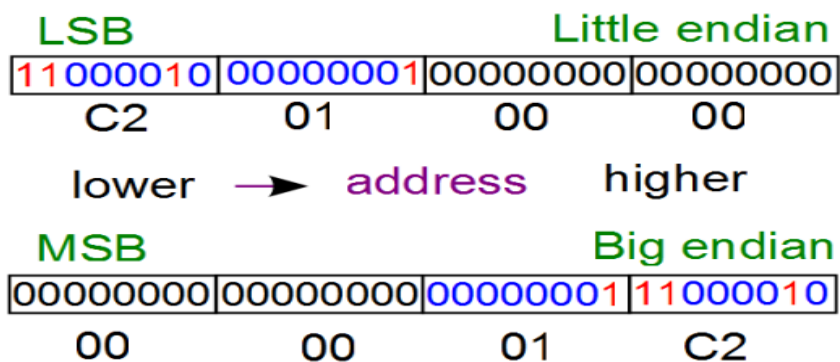 LSB Little endian
11000010 00000001 00000000 00000000
C2 01 00 00
lower address higher
MSB Big endian
00000000 00000000 00000001 11000010
00 00 01 C2